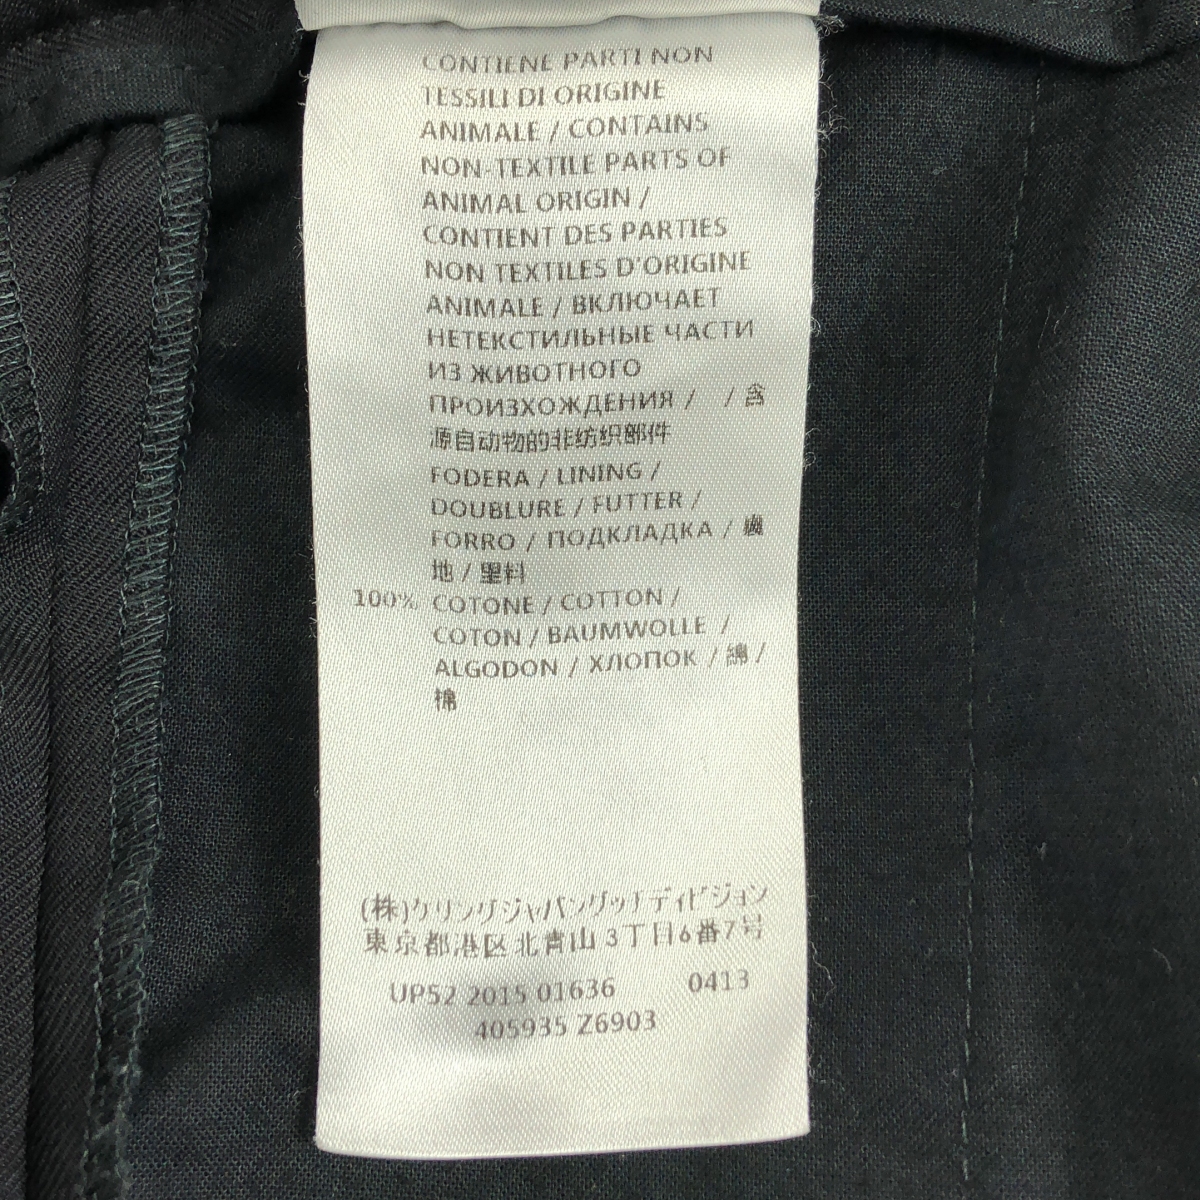 CONTIENE PARTI NON
TESSILI DI ORIGINE
ANIMALE / CONTAINS
NON-TEXTILE PARTS OF
ANIMAL ORIGIN /
CONTIENT DES PARTIES
NON TEXTILES D'ORIGINE
ANIMALE / ВКЛЮЧАЕТ
НЕТЕКСТИЛЬНЫЕ ЧАСТИ
ИЗ ЖИВОТНОГО
ПРОИЗХОЖДЕНИЯ / / 含
源自动物的非纺织部件
FODERA / LINING /
DOUBLURE / FUTTER /
FORRO / ПОДКЛАДКА / 裏
地 / 里料
100% COTONE / COTTON /
COTON / BAUMWOLLE /
ALGODON / ХЛОПОК / 綿 /
棉
(株)ケリングジャパングッチディビジョン
東京都港区北青山3丁目6番7号
UP52 2015 01636 0413
405935 Z6903